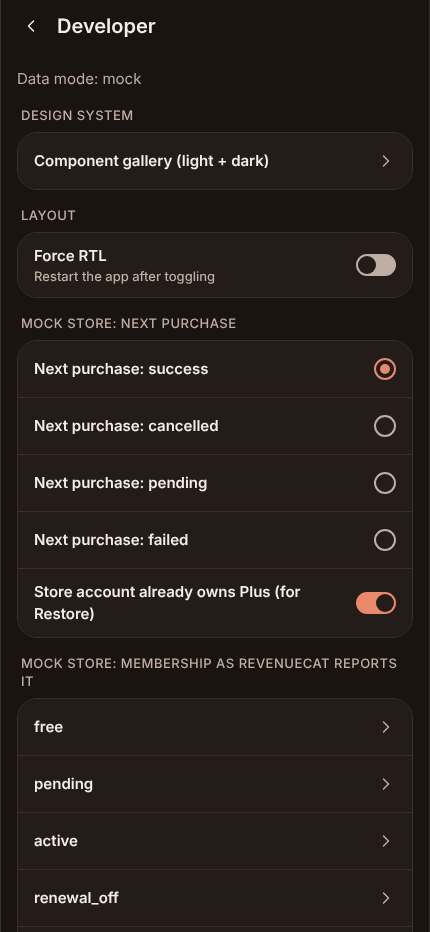 Developer
Data mode: mock
DESIGN SYSTEM
Component gallery (light + dark)
LAYOUT
Force RTL
Restart the app after toggling
MOCK STORE: NEXT PURCHASE
Next purchase: success
Next purchase: cancelled
Next purchase: pending
Next purchase: failed
Store account already owns Plus (for
Restore)
MOCK STORE: MEMBERSHIP AS REVENUECAT REPORTS
IT
free
pending
active
renewal_off